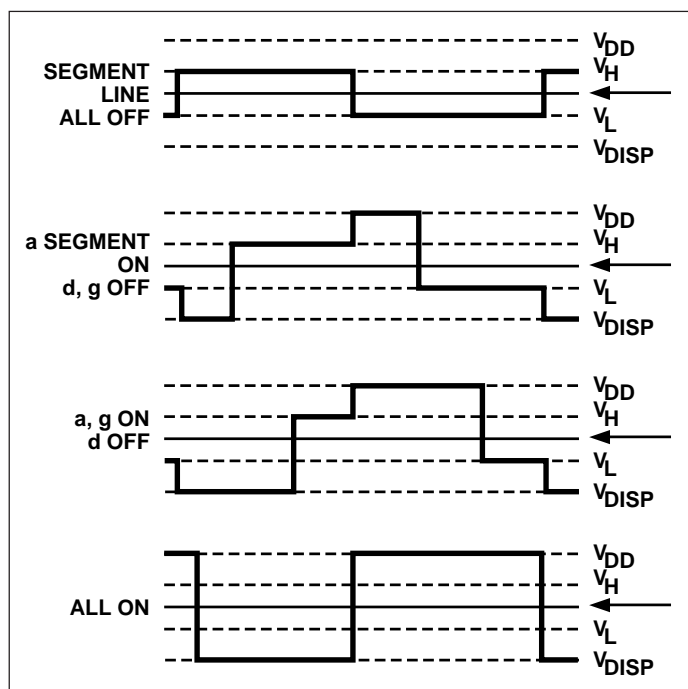 V_DD
SEGMENT V_H
LINE
ALL OFF V_L
V_DISP
V_DD
a SEGMENT V_H
ON
d, g OFF V_L
V_DISP
V_DD
a, g ON V_H
d OFF
V_L
V_DISP
V_DD
V_H
ALL ON
V_L
V_DISP